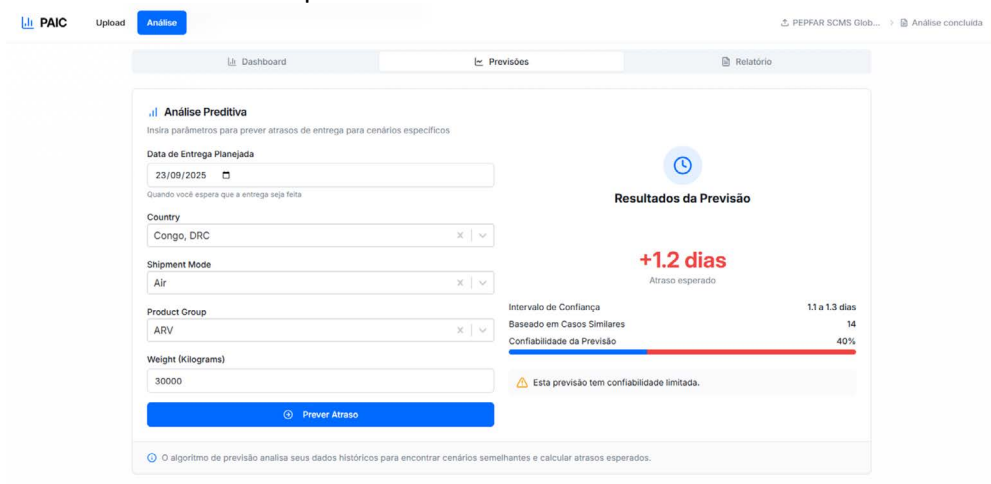 PAIC
Upload
Análise
PEPFAR SCMS Glob...
Análise concluída
Dashboard
Previsões
Relatório
Análise Preditiva
Insira parâmetros para prever atrasos de entrega para cenários específicos
Data de Entrega Planejada
23/09/2025
Quando você espera que a entrega seja feita
Country
Congo, DRC
Shipment Mode
Air
Product Group
ARV
Weight (Kilograms)
30000
Prever Atraso
Resultados da Previsão
+1.2 dias
Atraso esperado
Intervalo de Confiança 1.1 a 1.3 dias
Baseado em Casos Similares 14
Confiabilidade da Previsão 40%
Esta previsão tem confiabilidade limitada.
O algoritmo de previsão analisa seus dados históricos para encontrar cenários semelhantes e calcular atrasos esperados.